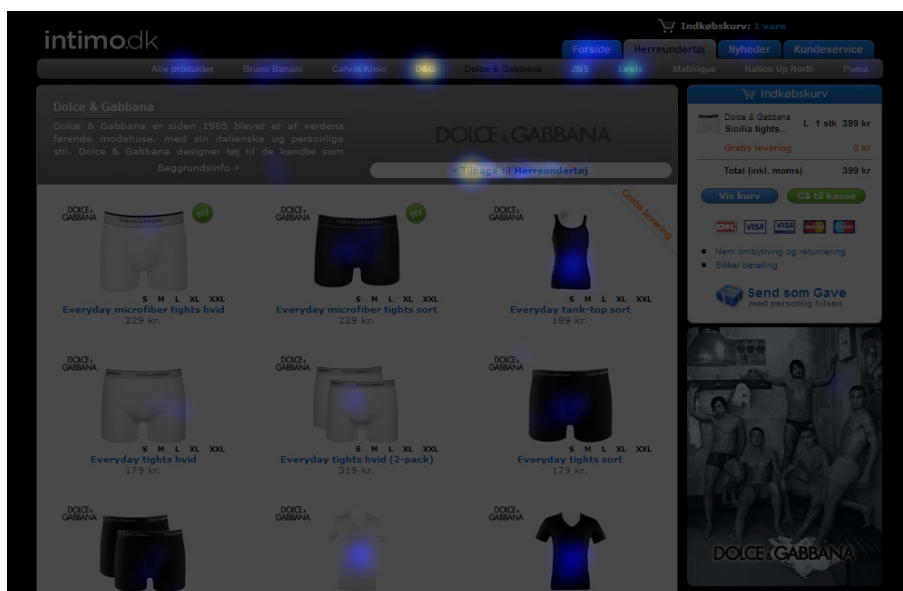 intimo.dk
Indkøbskurv: 1 vare
Forside Herreundertøj Nyheder Kundeservice
Alle produkter Bruno Banani Calvin Klein D&G Dolce & Gabbana JBS Levis Matinique Nation Up North Puma
Dolce & Gabbana
Dolce & Gabbana er siden 1985 blevet et af verdens
førende modehuse, med sin italienske og personlige
stil. Dolce & Gabbana designer tøj til de kendte som
Baggrundsinfo »
DOLCE & GABBANA
« Tilbage til Herreundertøj
Indkøbskurv
Dolce & Gabbana
Sicilia tights.. L 1 stk 399 kr
Gratis levering 0 kr
Total (inkl. moms) 399 kr
Vis kurv Gå til kasse
VISA VISA
Nem ombytning og returnering
Sikker betaling
Send som Gave
med personlig hilsen
Gratis levering
DOLCE &
GABBANA
NY
S M L XL XXL
Everyday microfiber tights hvid
229 kr.
DOLCE &
GABBANA
NY
S M L XL XXL
Everyday microfiber tights sort
229 kr.
DOLCE &
GABBANA
S M L XL XXL
Everyday tank-top sort
189 kr.
DOLCE &
GABBANA
S M L XL XXL
Everyday tights hvid
179 kr.
DOLCE &
GABBANA
S M L XL XXL
Everyday tights hvid (2-pack)
319 kr.
DOLCE &
GABBANA
S M L XL XXL
Everyday tights sort
179 kr.
DOLCE &
GABBANA
DOLCE &
GABBANA
DOLCE &
GABBANA
DOLCE & GABBANA